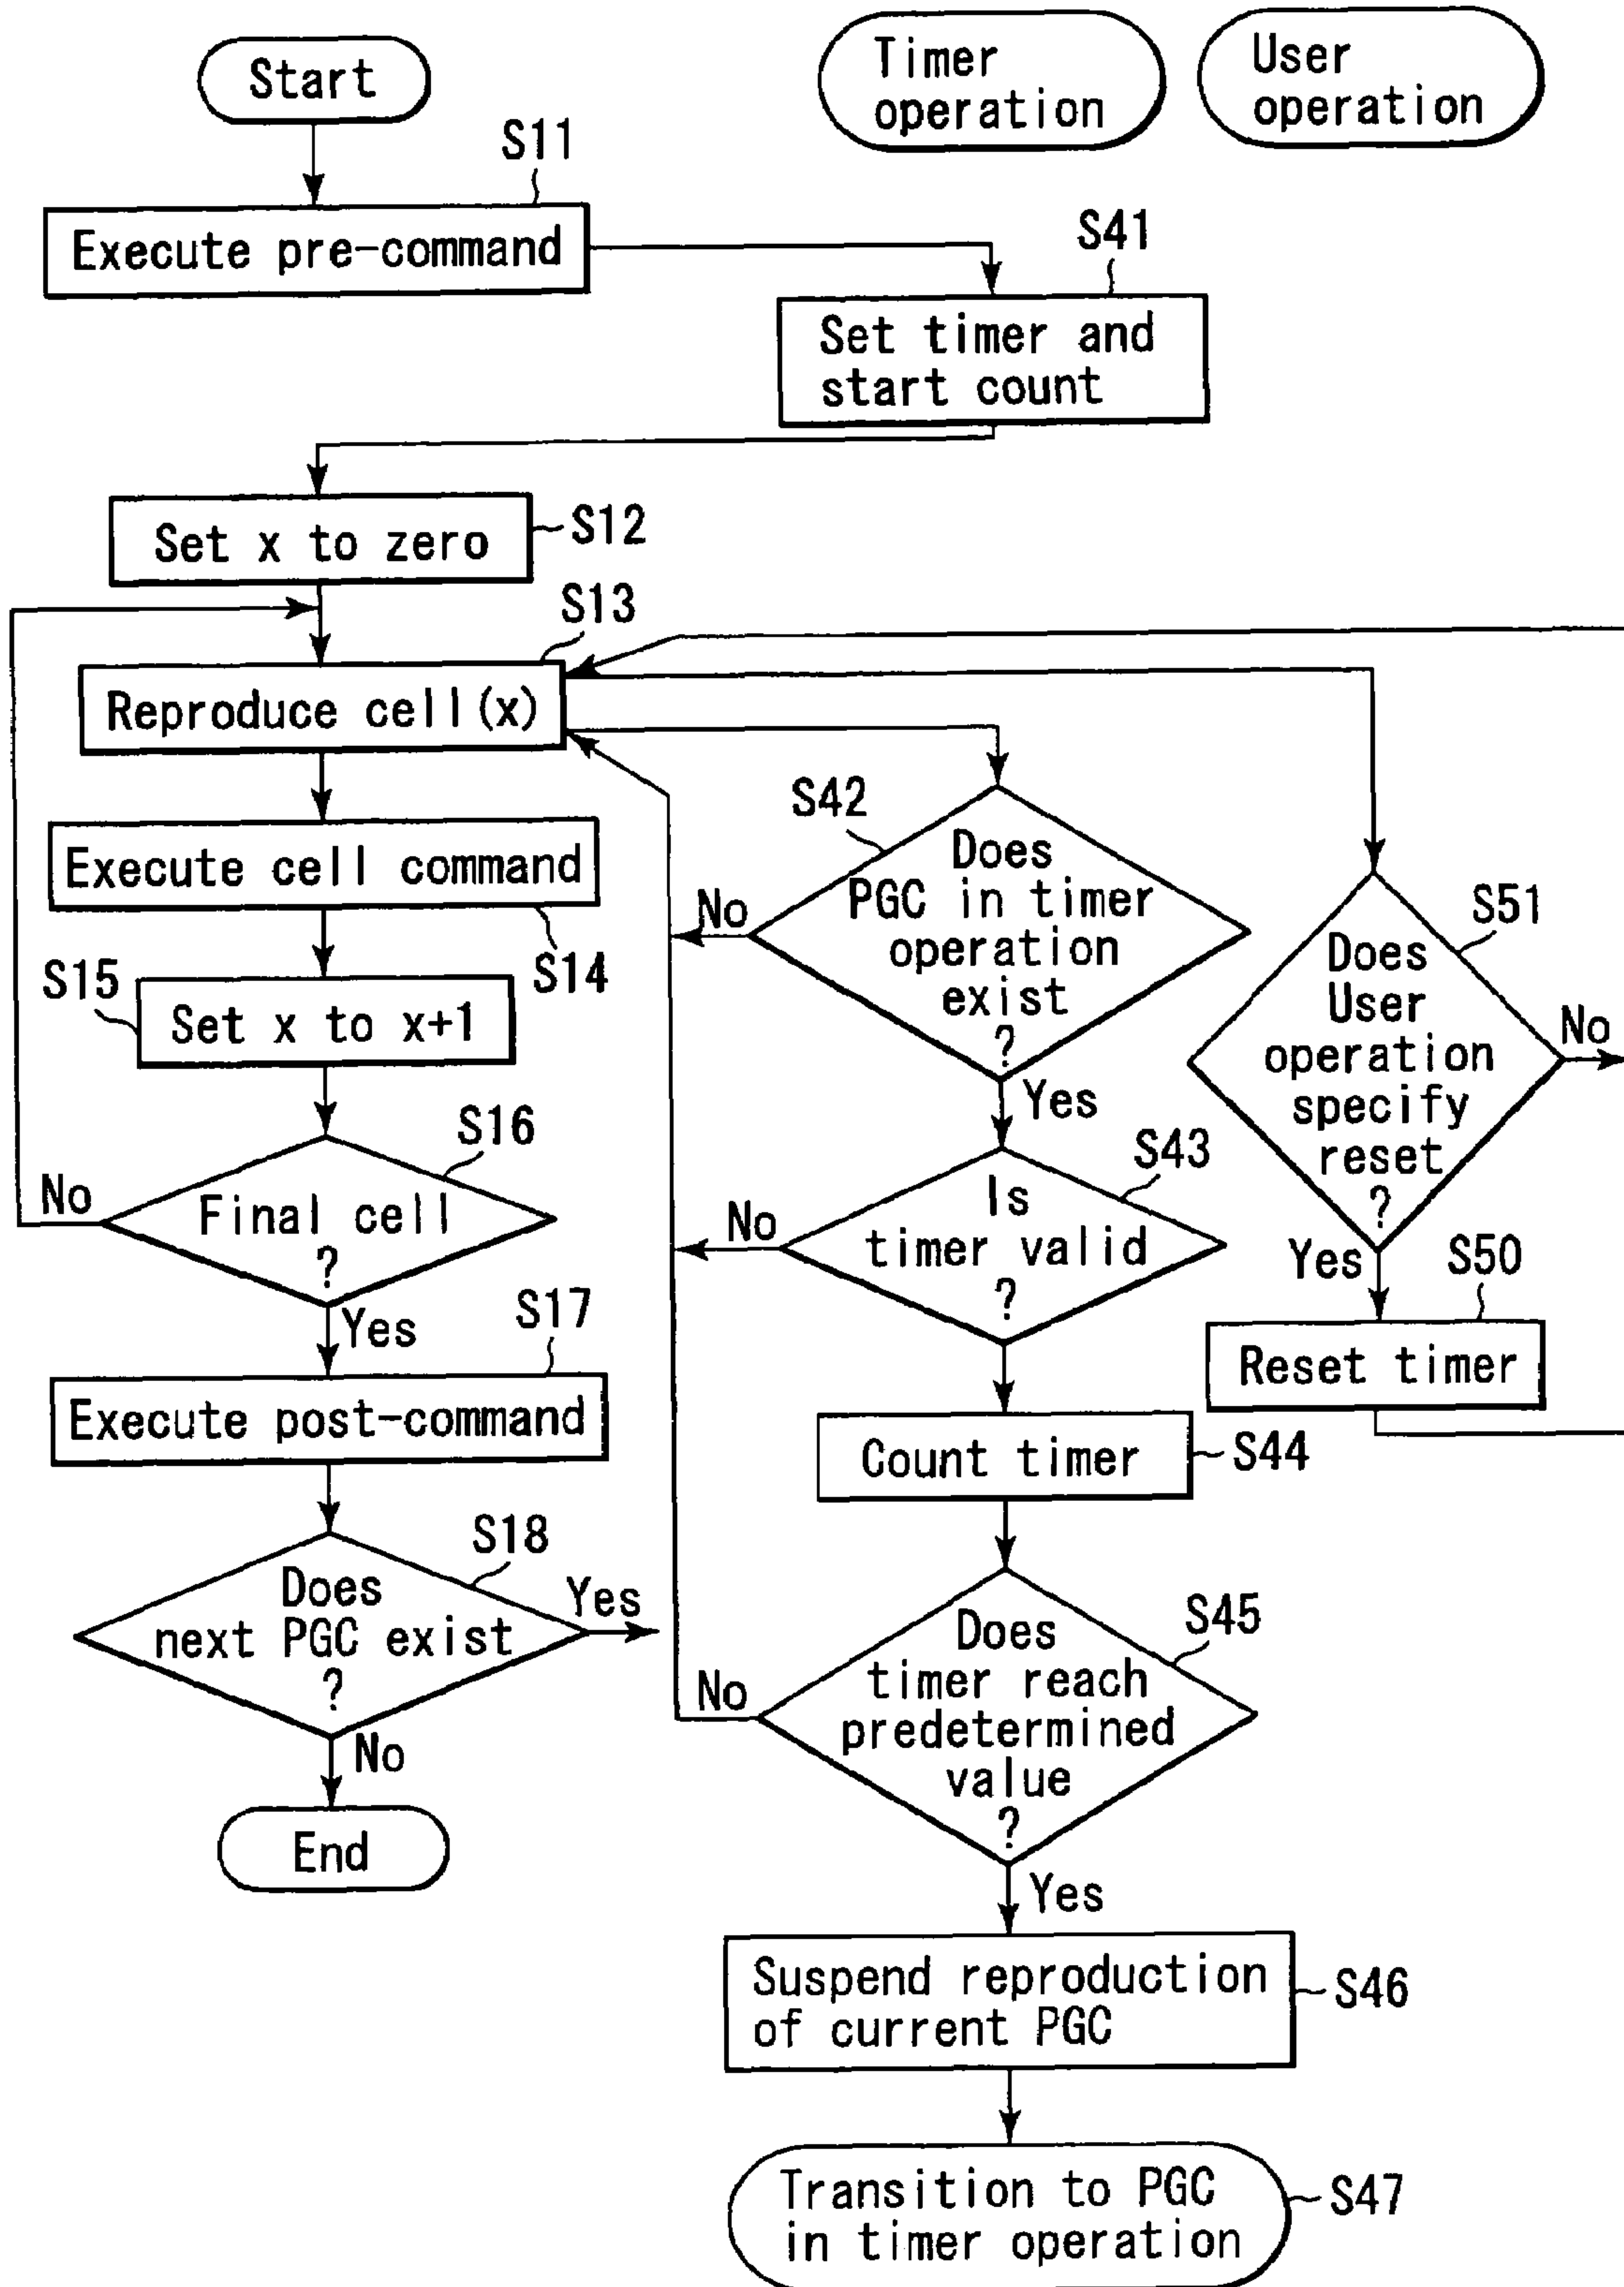 Start
Timer
operation
User
operation
S11
Execute pre-command
S41
Set timer and
start count
Set x to zero
S12
S13
Reproduce cell(x)
Execute cell command
S14
S15
Set x to x+1
S16
Final cell
?
No
Yes
S17
Execute post-command
S18
Does
next PGC exist
?
Yes
No
End
S42
Does
PGC in timer
operation
exist
?
No
Yes
S43
Is
timer valid
?
No
Count timer
S44
S45
Does
timer reach
predetermined
value
?
No
Yes
Suspend reproduction
of current PGC
S46
Transition to PGC
in timer operation
S47
S51
Does
User
operation
specify
reset
?
No
Yes
S50
Reset timer